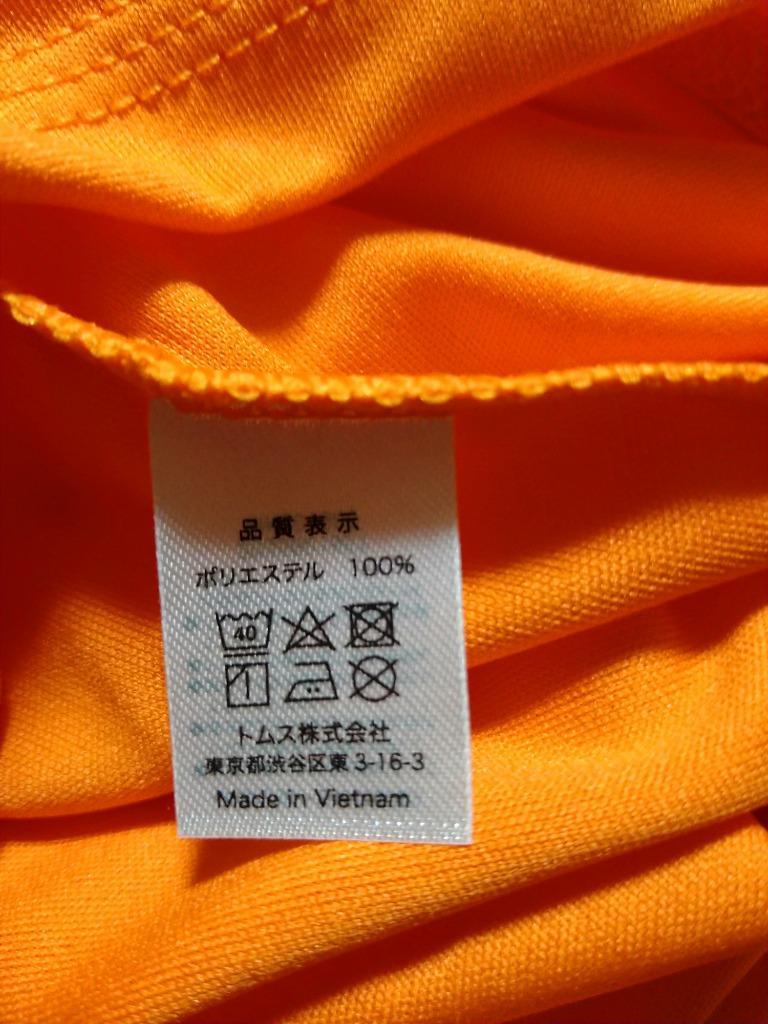 品質表示
ポリエステル 100%
40
トムス株式会社
東京都渋谷区東 3-16-3
Made in Vietnam